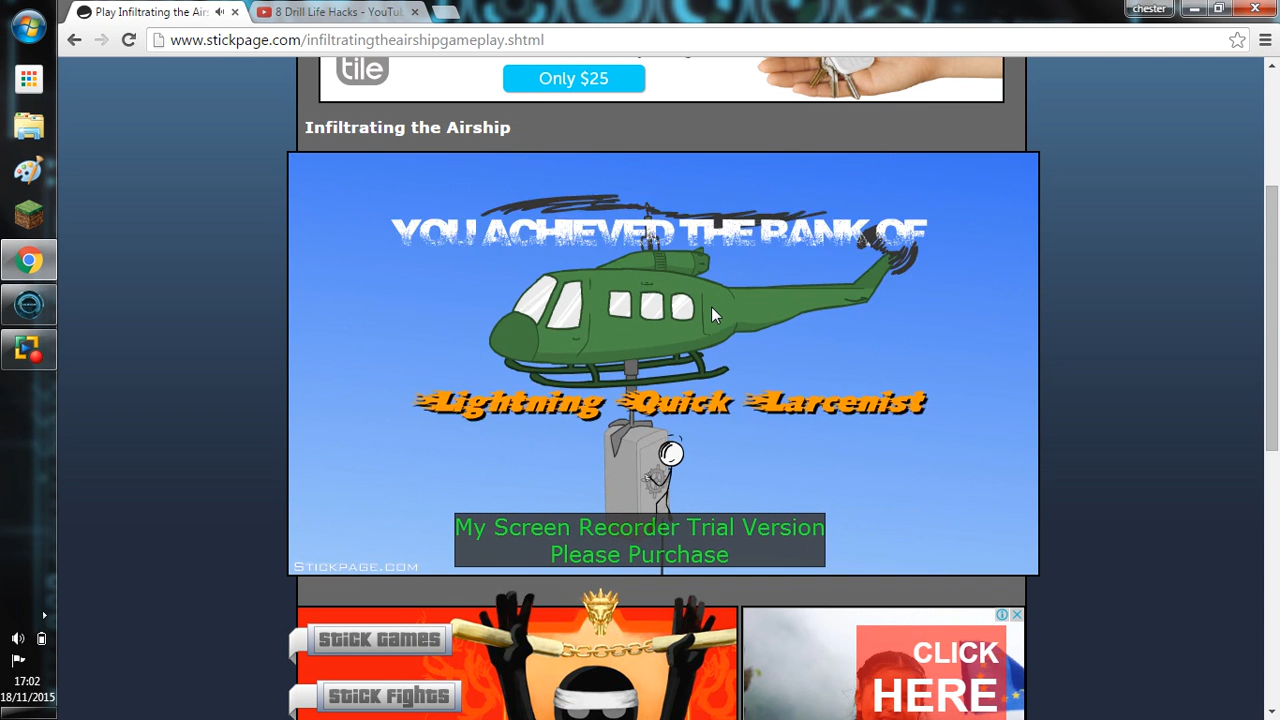 Play Infiltrating the Air
8 Drill Life Hacks - YouTu
chester
www.stickpage.com/infiltratingtheairshipgameplay.shtml
tile
Only $25
Infiltrating the Airship
YOU ACHIEVED THE RANK OF
Lightning Quick Larcenist
My Screen Recorder Trial Version
Please Purchase
STICKPAGE.COM
STICK GAMES
STICK FIGHTS
CLICK
HERE
17:02
18/11/2015